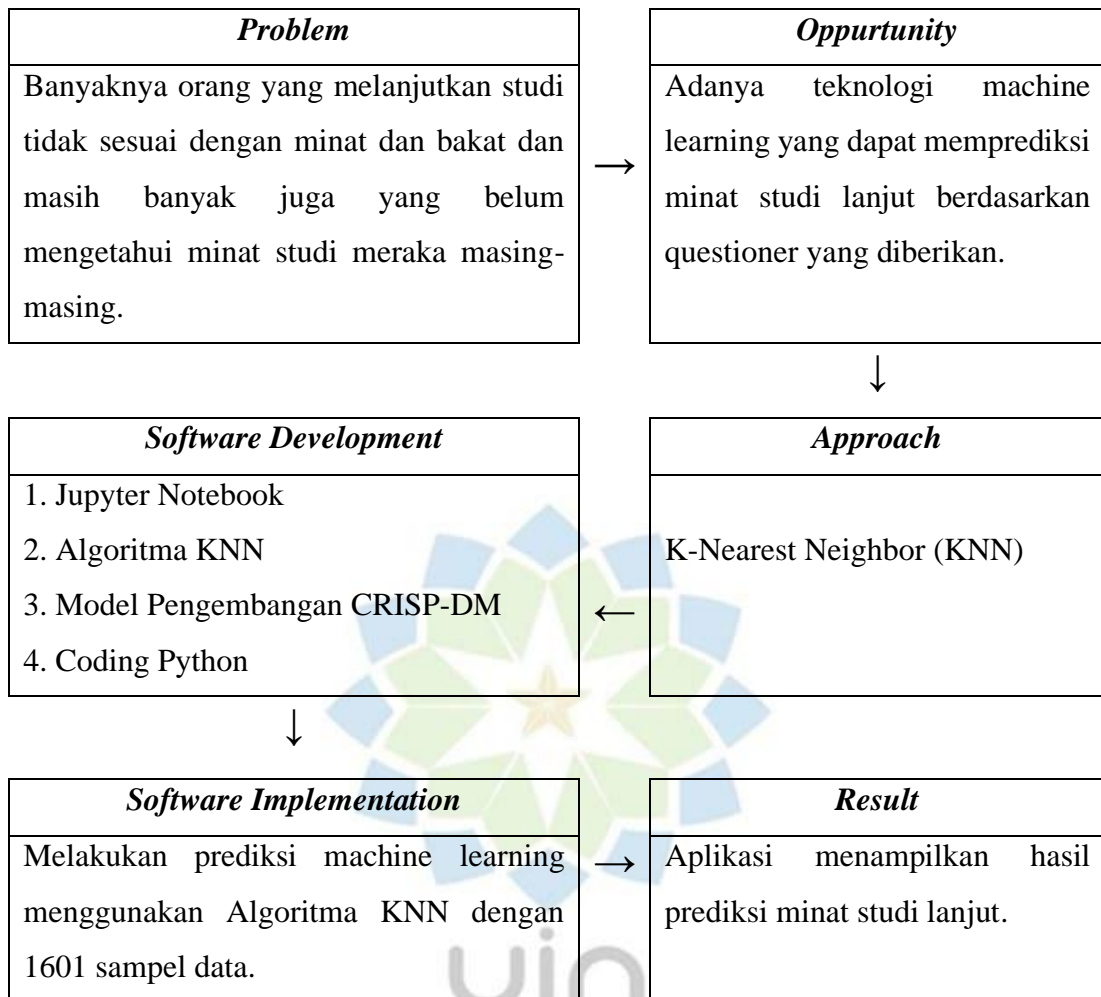 Problem
Banyaknya orang yang melanjutkan studi
tidak sesuai dengan minat dan bakat dan
masih banyak juga yang belum
mengetahui minat studi meraka masing-
masing.
→
Oppurtunity
Adanya teknologi machine
learning yang dapat memprediksi
minat studi lanjut berdasarkan
questioner yang diberikan.
↓
Approach
K-Nearest Neighbor (KNN)
←
Software Development
1. Jupyter Notebook
2. Algoritma KNN
3. Model Pengembangan CRISP-DM
4. Coding Python
↓
Software Implementation
Melakukan prediksi machine learning
menggunakan Algoritma KNN dengan
1601 sampel data.
→
Result
Aplikasi menampilkan hasil
prediksi minat studi lanjut.
uin